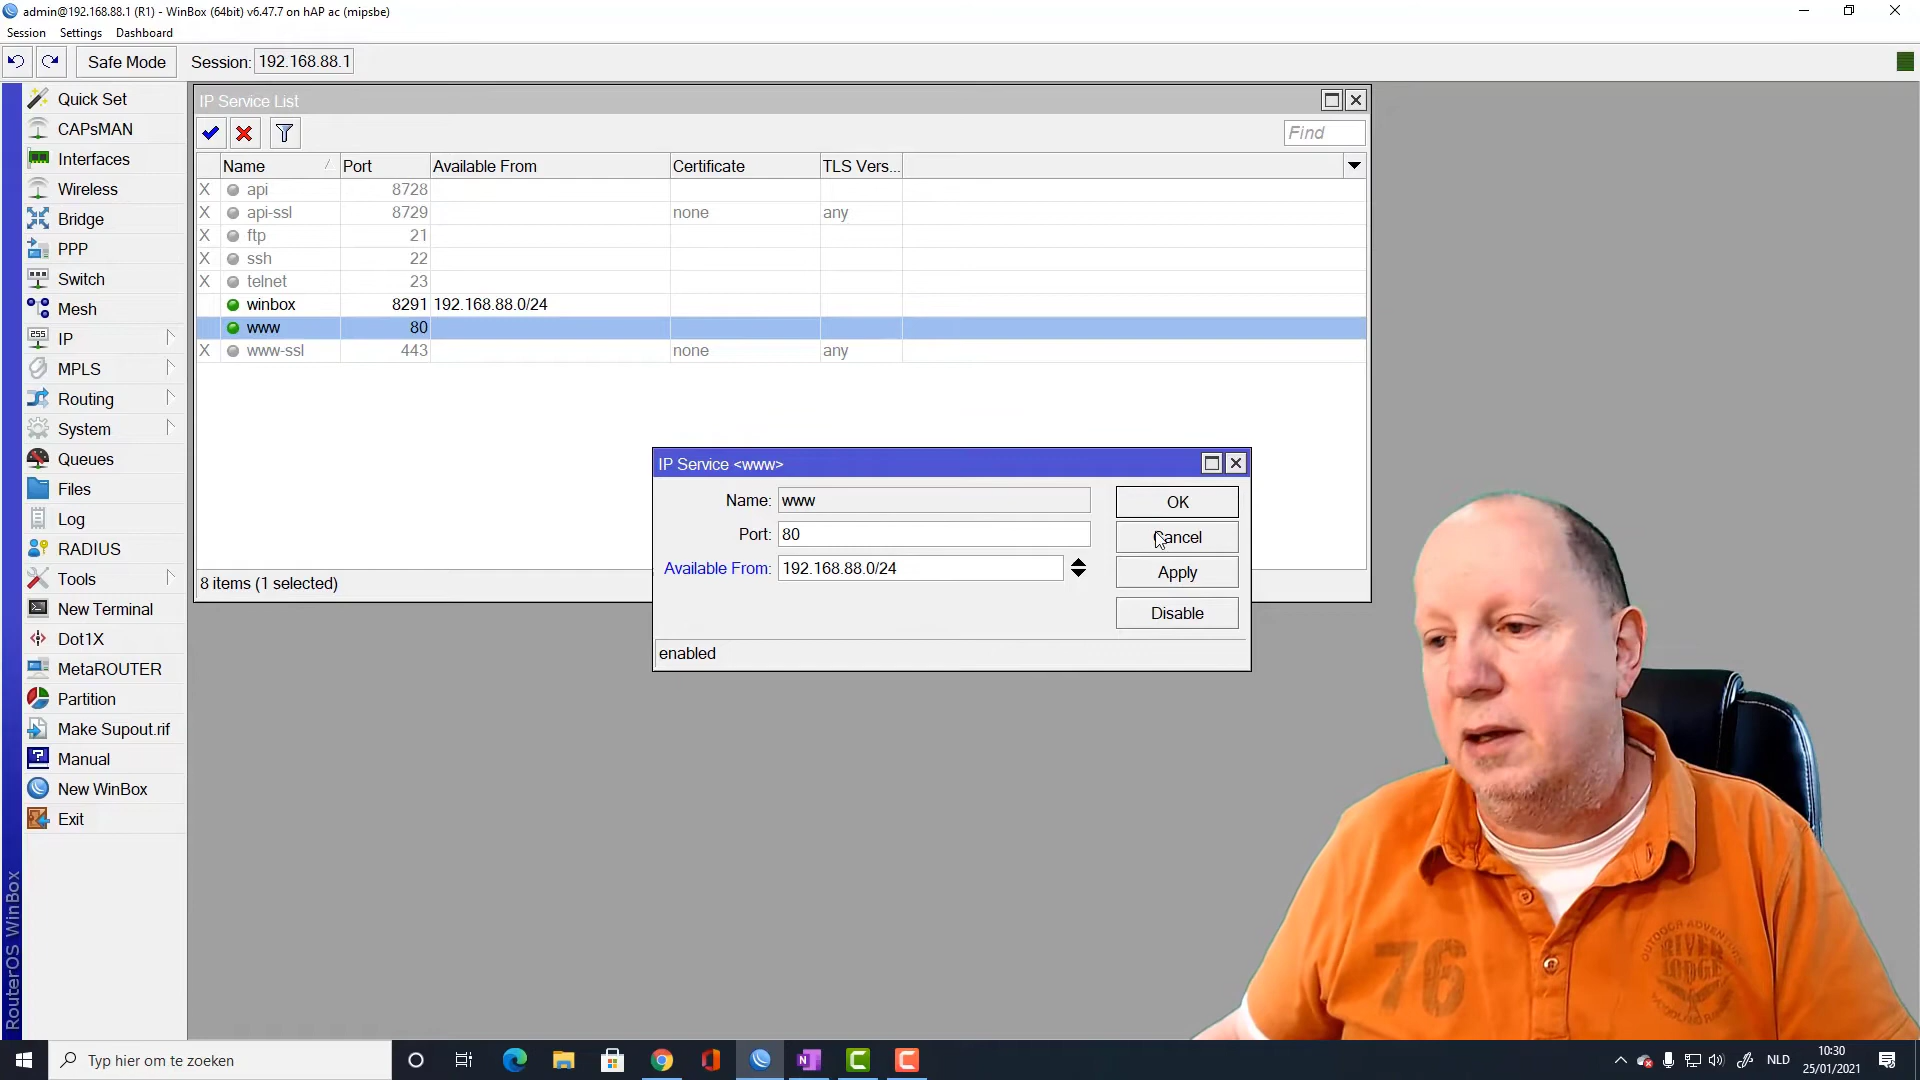 admin@192.168.88.1 (R1) - WinBox (64bit) v6.47.7 on hAP ac (mipsbe)
Session Settings Dashboard
Safe Mode Session: 192.168.88.1
Quick Set
CAPsMAN
Interfaces
Wireless
Bridge
PPP
Switch
Mesh
IP
MPLS
Routing
System
Queues
Files
Log
RADIUS
Tools
New Terminal
Dot1X
MetaROUTER
Partition
Make Supout.rif
Manual
New WinBox
Exit
RouterOS WinBox
IP Service List
Find
Name Port Available From Certificate TLS Vers...
X api 8728
X api-ssl 8729 none any
X ftp 21
X ssh 22
X telnet 23
winbox 8291 192.168.88.0/24
www 80
X www-ssl 443 none any
8 items (1 selected)
IP Service <www>
Name: www
Port: 80
Available From: 192.168.88.0/24
OK
Cancel
Apply
Disable
enabled
76
OUTDOOR ADVENTURE
RIVER
LODGE
Typ hier om te zoeken
NLD
10:30
25/01/2021